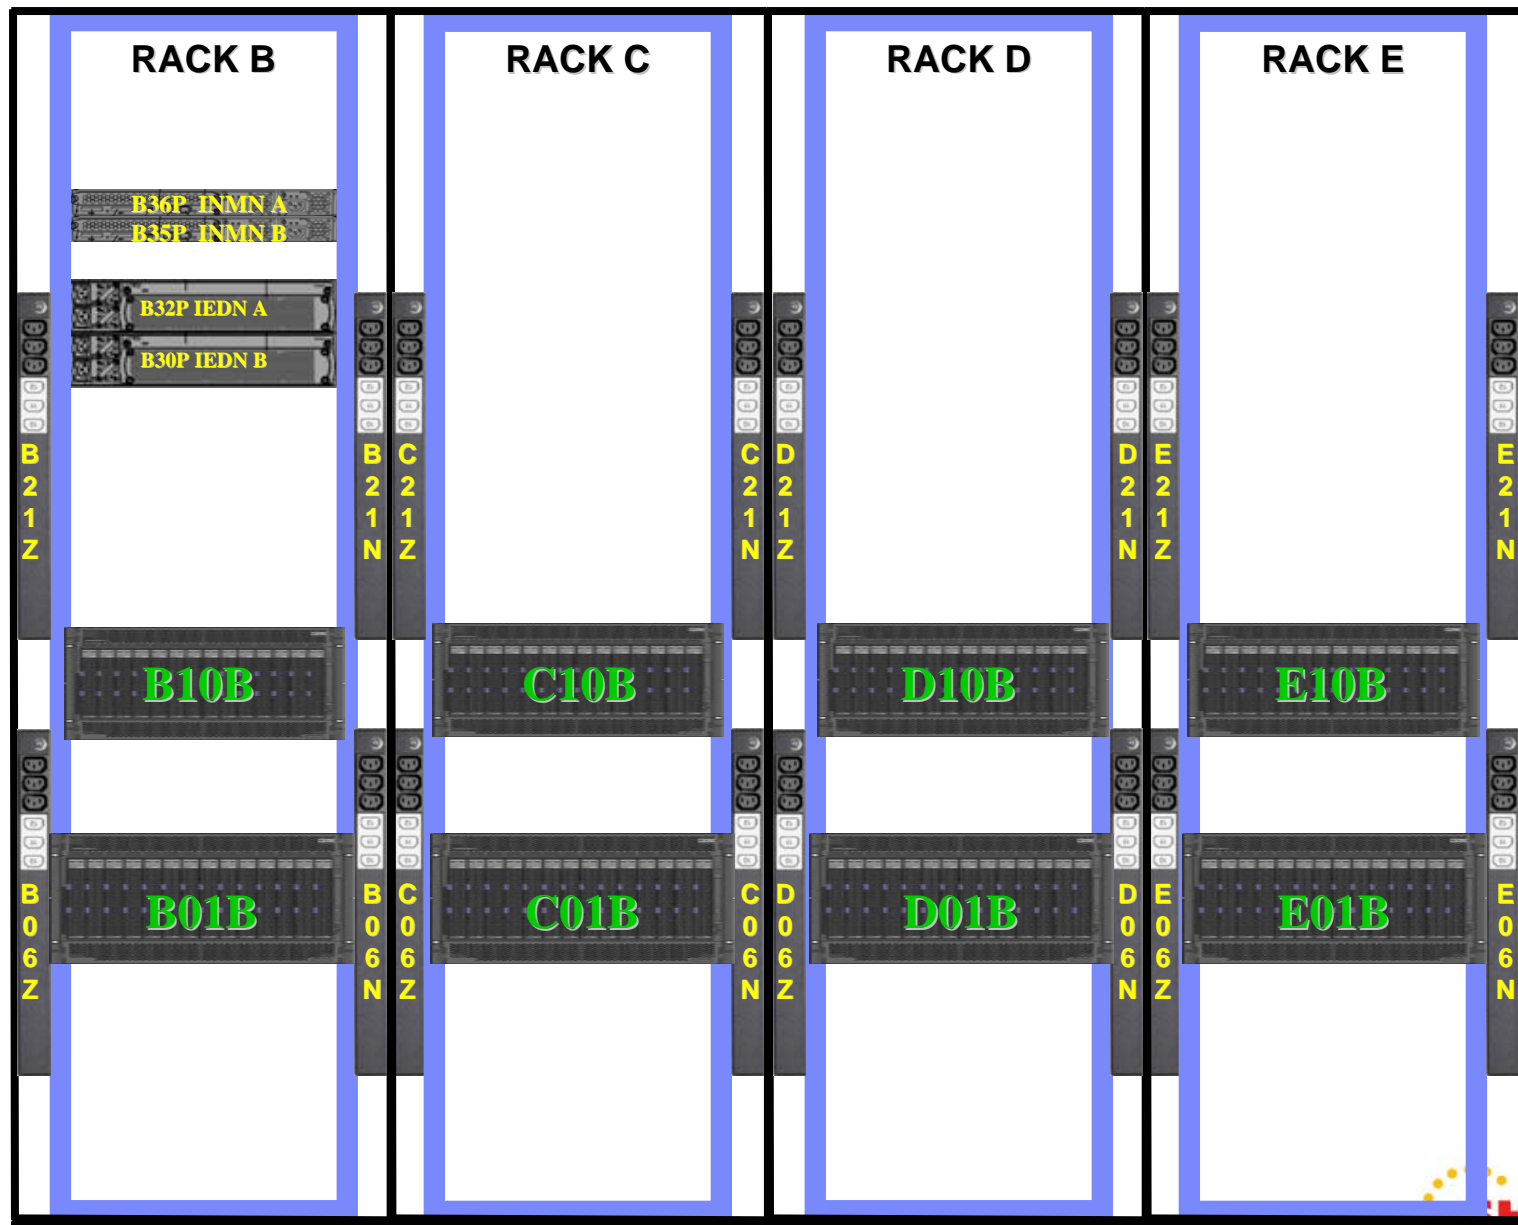 RACK B
RACK C
RACK D
RACK E
B36P INMN A
B35P INMN B
B32P IEDN A
B30P IEDN B
B21Z
B21N
C21Z
C21N
D21Z
D21N
E21Z
E21N
B10B
C10B
D10B
E10B
B06Z
B06N
C06Z
C06N
D06Z
D06N
E06Z
E06N
B01B
C01B
D01B
E01B